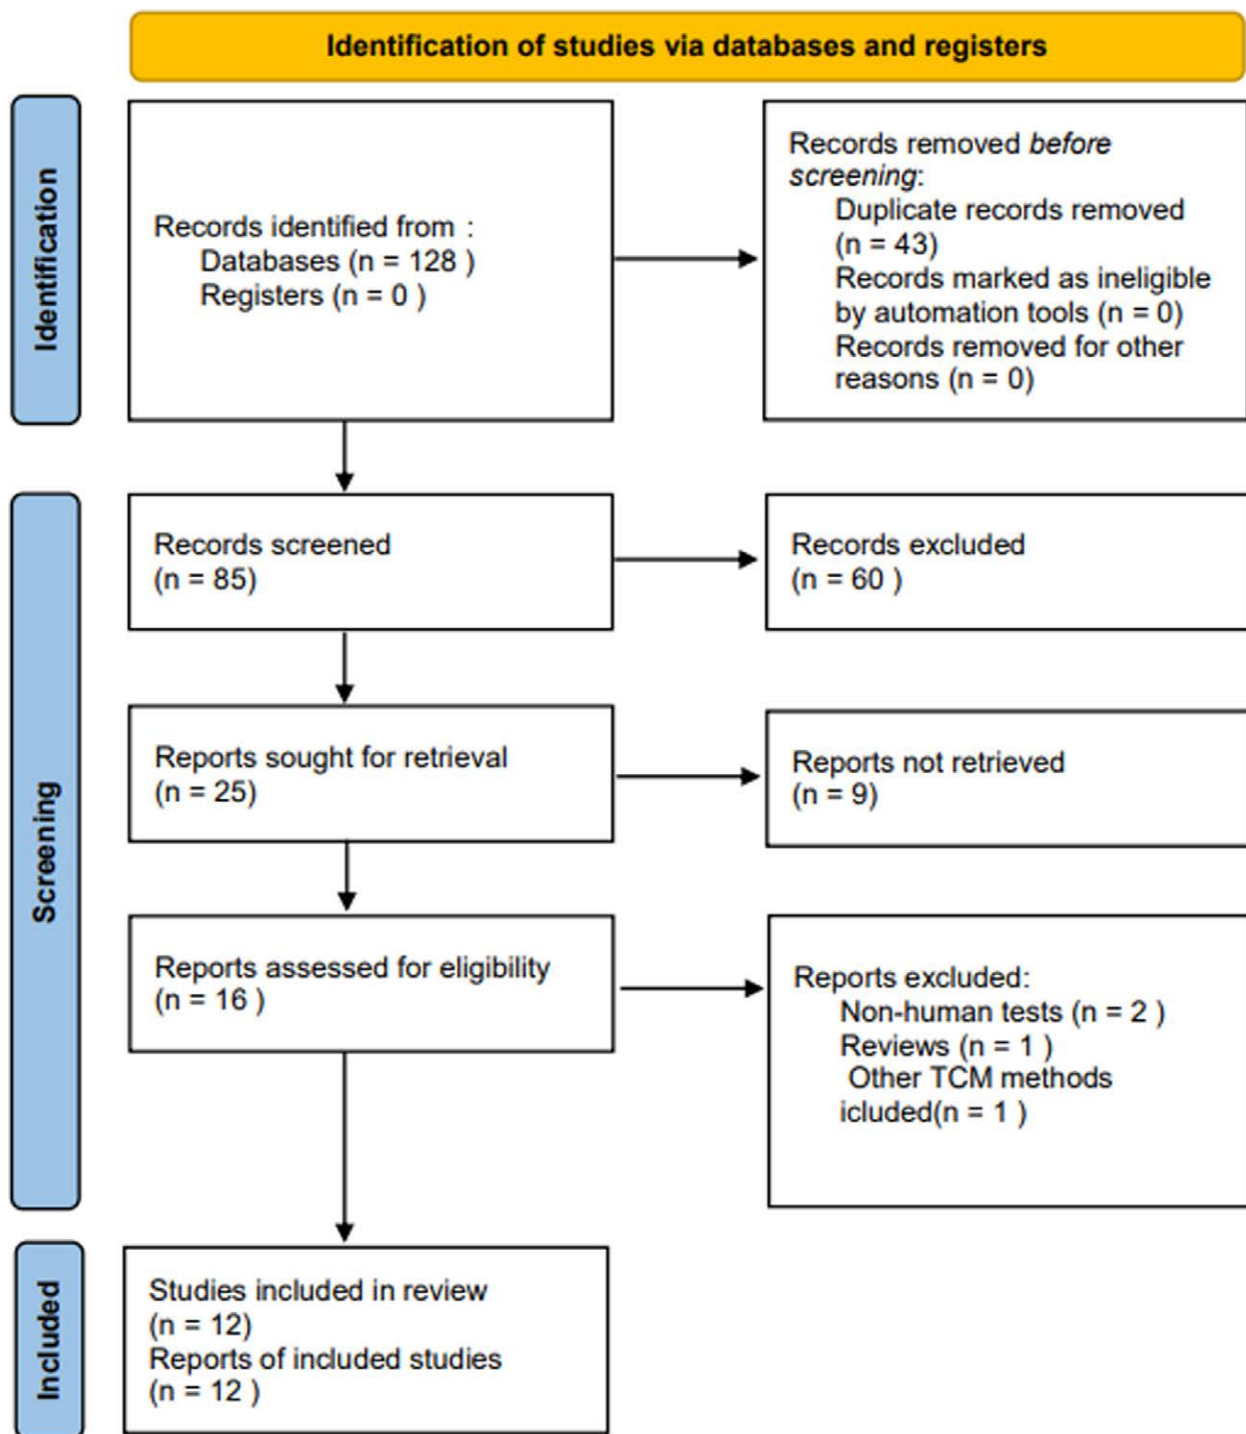 Identification of studies via databases and registers
Identification
Records identified from :
Databases (n = 128 )
Registers (n = 0 )
Records removed before
screening:
Duplicate records removed
(n = 43)
Records marked as ineligible
by automation tools (n = 0)
Records removed for other
reasons (n = 0)
Screening
Records screened
(n = 85)
Records excluded
(n = 60 )
Reports sought for retrieval
(n = 25)
Reports not retrieved
(n = 9)
Reports assessed for eligibility
(n = 16 )
Reports excluded:
Non-human tests (n = 2 )
Reviews (n = 1 )
Other TCM methods
icluded(n = 1 )
Included
Studies included in review
(n = 12)
Reports of included studies
(n = 12 )